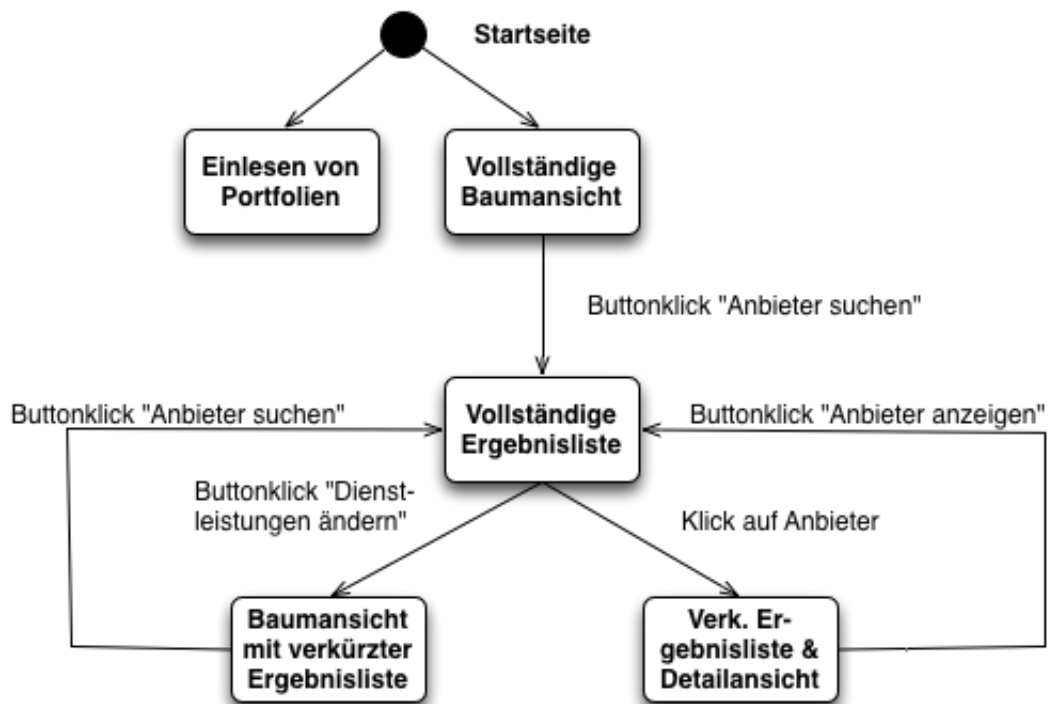 Startseite
Einlesen von
Portfolien
Vollständige
Baumansicht
Buttonklick "Anbieter suchen"
Vollständige
Ergebnisliste
Buttonklick "Anbieter suchen"
Buttonklick "Anbieter anzeigen"
Buttonklick "Dienst-
leistungen ändern"
Klick auf Anbieter
Baumansicht
mit verkürzter
Ergebnisliste
Verk. Er-
gebnisliste &
Detailansicht